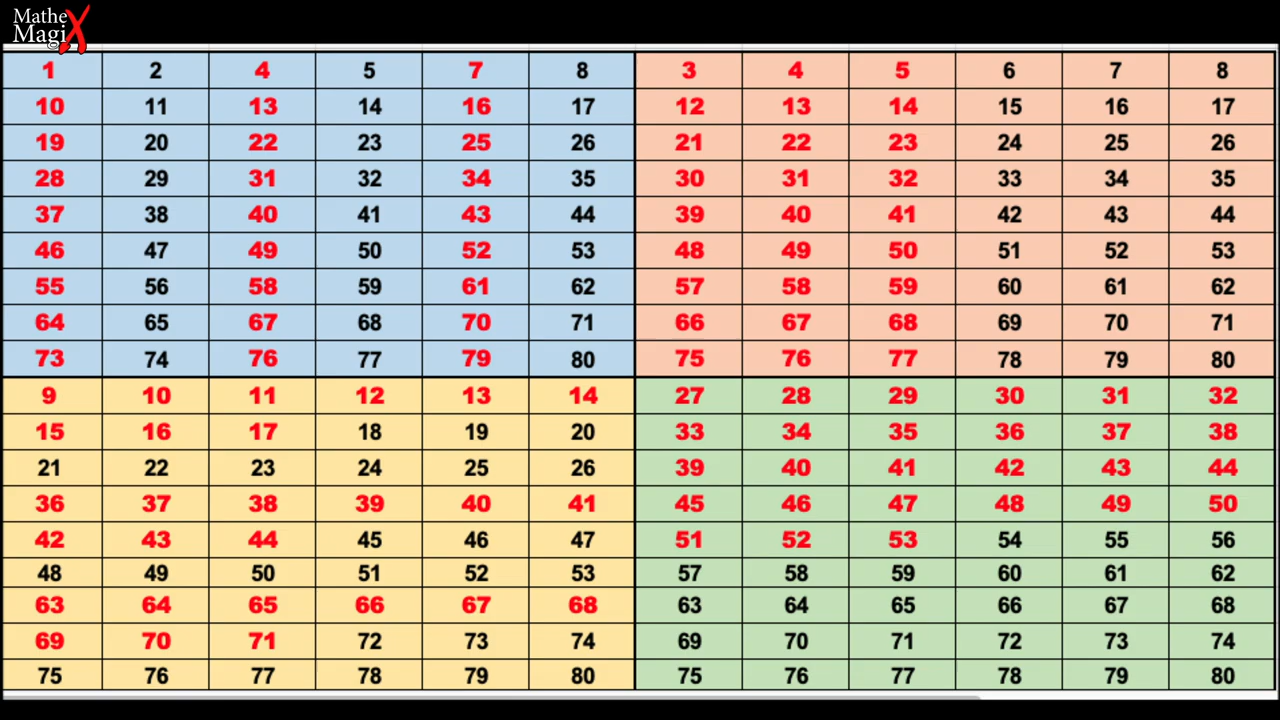 Mathe
MagiX
1 2 4 5 7 8 3 4 5 6 7 8
10 11 13 14 16 17 12 13 14 15 16 17
19 20 22 23 25 26 21 22 23 24 25 26
28 29 31 32 34 35 30 31 32 33 34 35
37 38 40 41 43 44 39 40 41 42 43 44
46 47 49 50 52 53 48 49 50 51 52 53
55 56 58 59 61 62 57 58 59 60 61 62
64 65 67 68 70 71 66 67 68 69 70 71
73 74 76 77 79 80 75 76 77 78 79 80
9 10 11 12 13 14 27 28 29 30 31 32
15 16 17 18 19 20 33 34 35 36 37 38
21 22 23 24 25 26 39 40 41 42 43 44
36 37 38 39 40 41 45 46 47 48 49 50
42 43 44 45 46 47 51 52 53 54 55 56
48 49 50 51 52 53 57 58 59 60 61 62
63 64 65 66 67 68 63 64 65 66 67 68
69 70 71 72 73 74 69 70 71 72 73 74
75 76 77 78 79 80 75 76 77 78 79 80